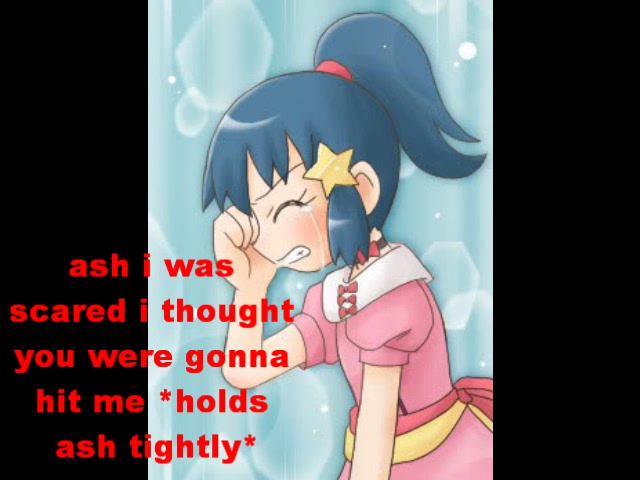 ash i was
scared i thought
you were gonna
hit me *holds
ash tightly*